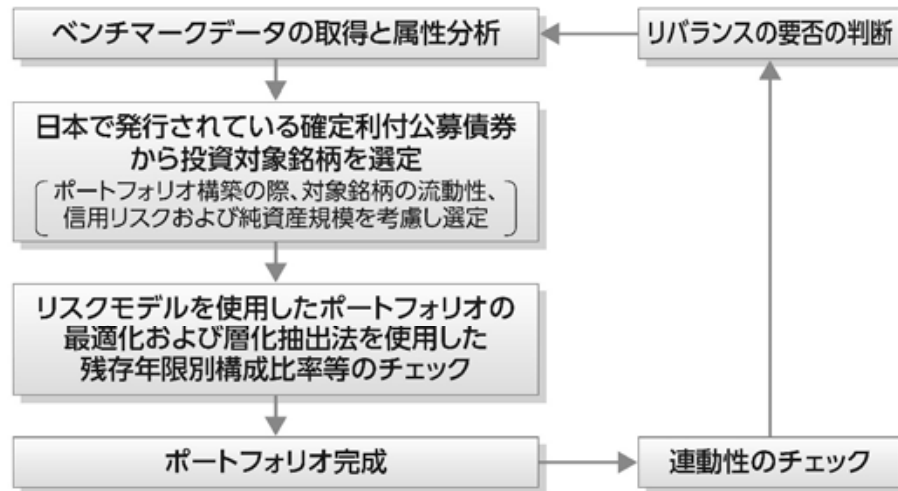 ベンチマークデータの取得と属性分析
リバランスの要否の判断
日本で発行されている確定利付公募債券
から投資対象銘柄を選定
ポートフォリオ構築の際、対象銘柄の流動性、
信用リスクおよび純資産規模を考慮し選定
リスクモデルを使用したポートフォリオの
最適化および層化抽出法を使用した
残存年限別構成比率等のチェック
ポートフォリオ完成
連動性のチェック